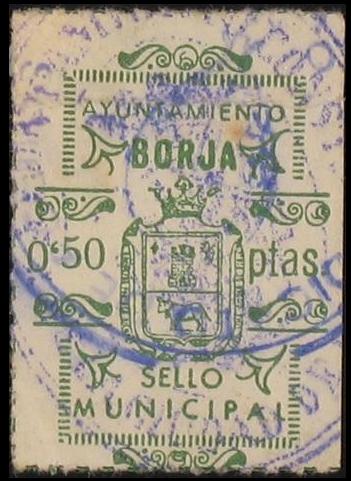 AYUNTAMIENTO
BORJA
0'50 ptas.
SELLO
MUNICIPAL